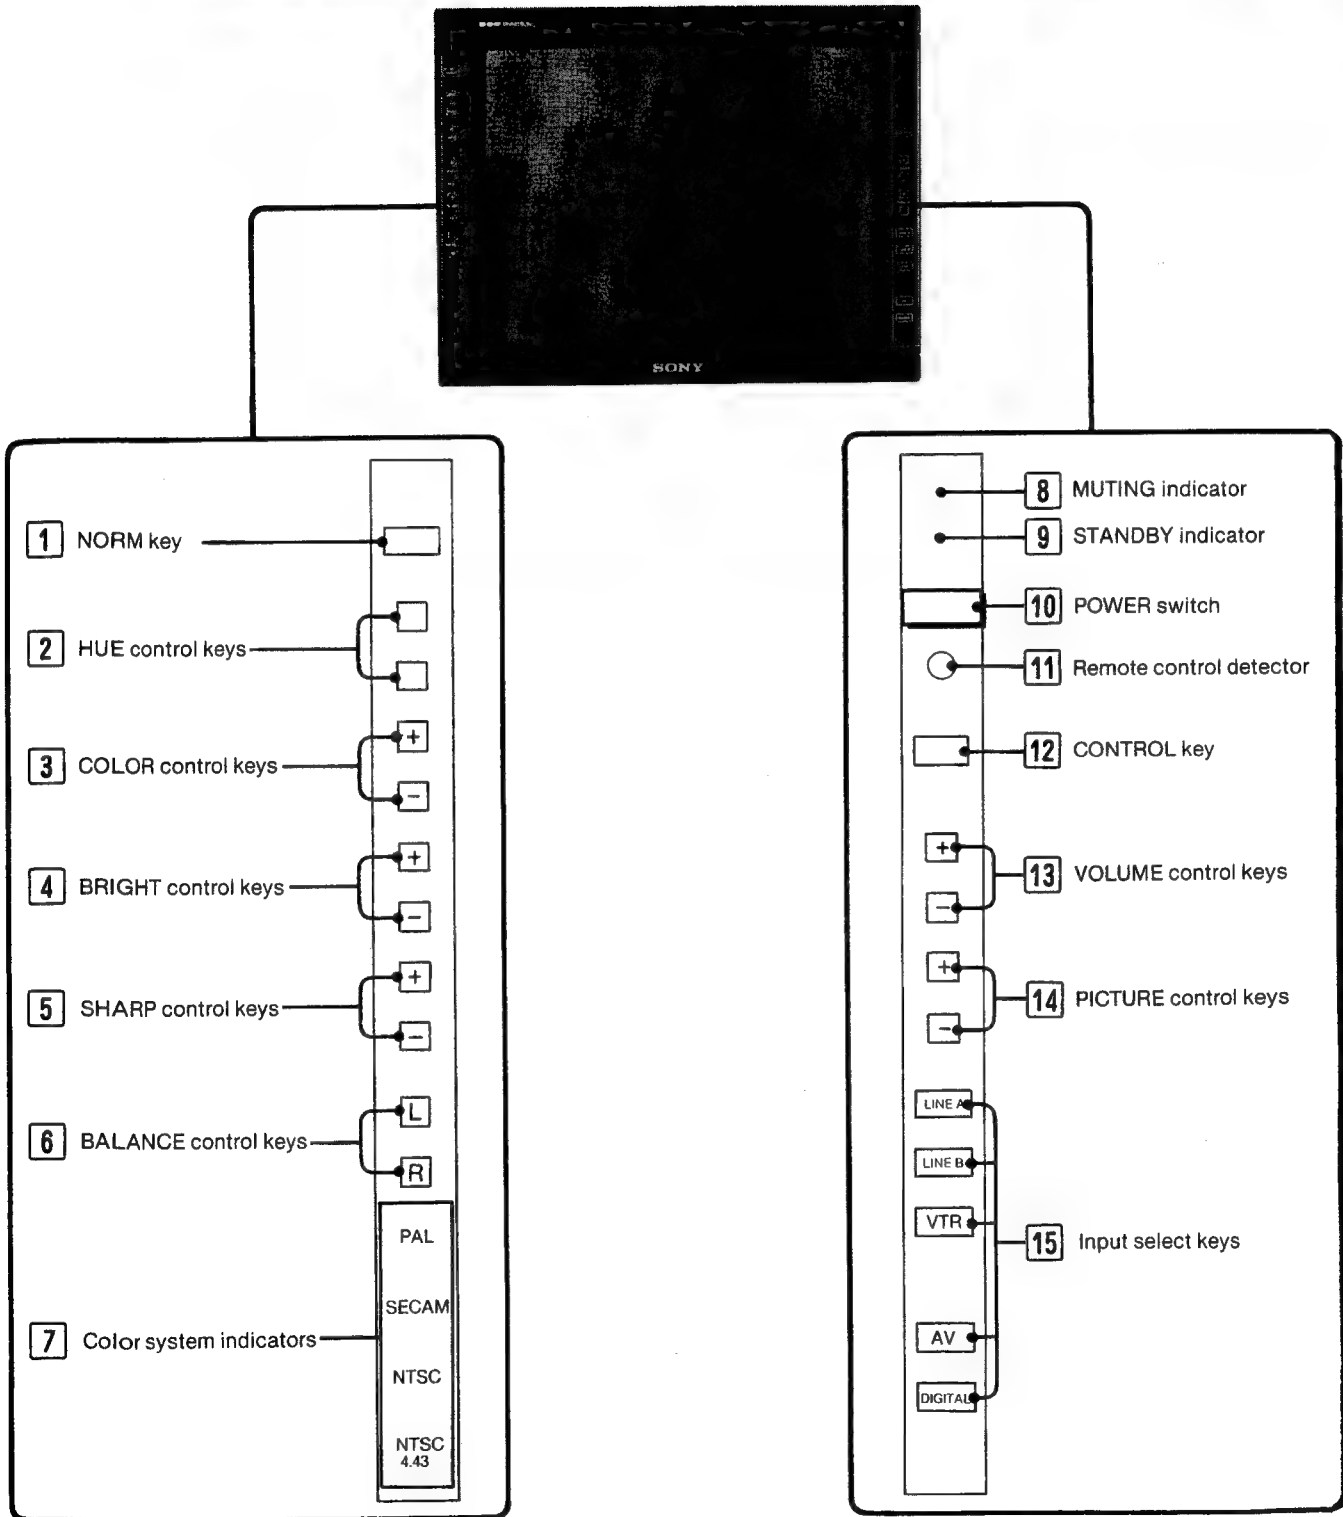 SONY
1 NORM key
2 HUE control keys
+
3 COLOR control keys
−
+
4 BRIGHT control keys
−
+
5 SHARP control keys
−
L
6 BALANCE control keys
R
PAL
SECAM
7 Color system indicators
NTSC
NTSC
4.43
8 MUTING indicator
9 STANDBY indicator
10 POWER switch
11 Remote control detector
12 CONTROL key
+
13 VOLUME control keys
−
+
14 PICTURE control keys
−
LINE A
LINE B
VTR
15 Input select keys
AV
DIGITAL